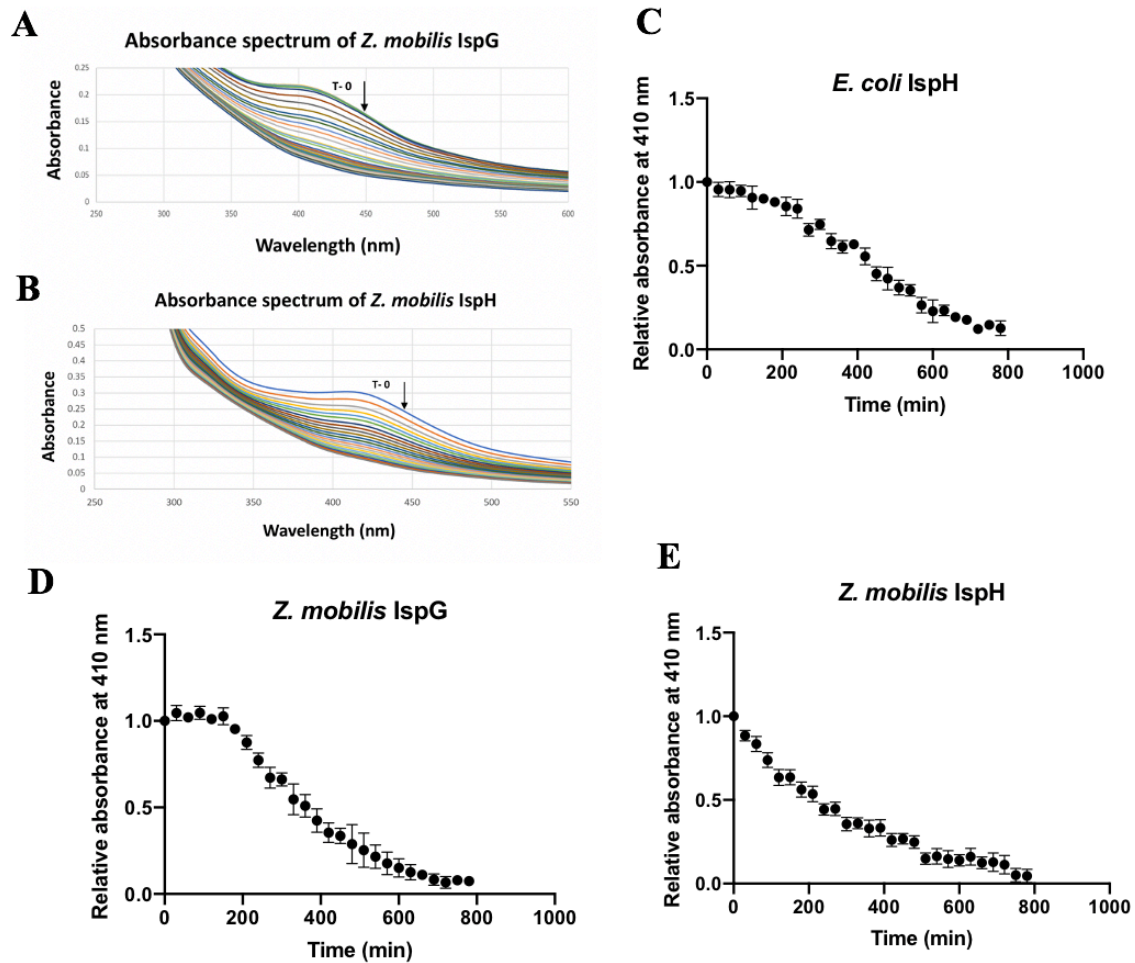 A
Absorbance spectrum of Z. mobilis IspG
0.25
0.2
0.15
0.1
0.05
0
T- 0
250 300 350 400 450 500 550 600
Absorbance
Wavelength (nm)
B
Absorbance spectrum of Z. mobilis IspH
0.5
0.45
0.4
0.35
0.3
0.25
0.2
0.15
0.1
0.05
0
T- 0
250 300 350 400 450 500 550
Absorbance
Wavelength (nm)
C
E. coli IspH
Relative absorbance at 410 nm
1.5
1.0
0.5
0.0
0 200 400 600 800 1000
Time (min)
D
Z. mobilis IspG
Relative absorbance at 410 nm
1.5
1.0
0.5
0.0
0 200 400 600 800 1000
Time (min)
E
Z. mobilis IspH
Relative absorbance at 410 nm
1.5
1.0
0.5
0.0
0 200 400 600 800 1000
Time (min)